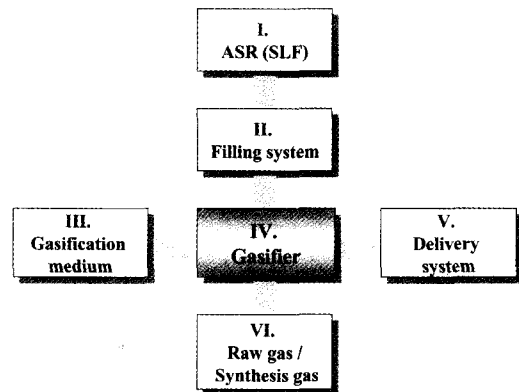 I.
ASR (SLF)
II.
Filling system
III.
Gasification
medium
IV.
Gasifier
V.
Delivery
system
VI.
Raw gas /
Synthesis gas